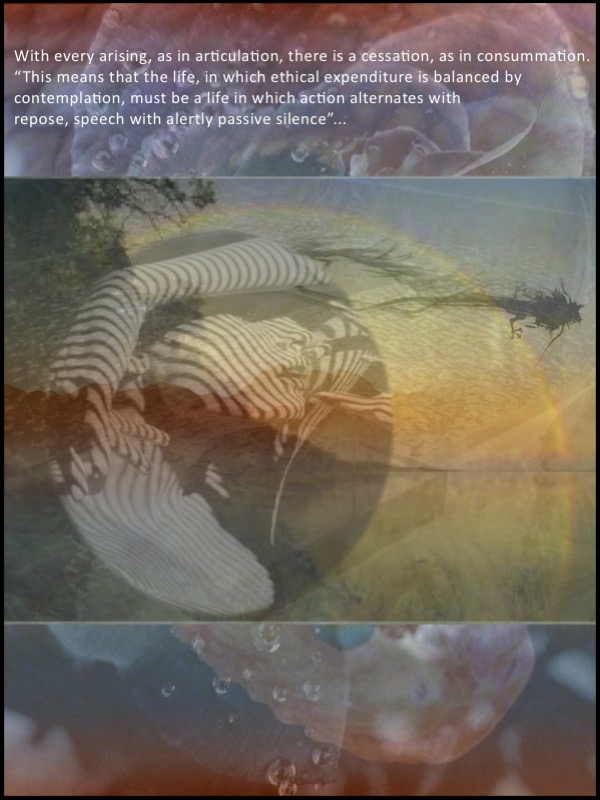 With every arising, as in articulation, there is a cessation, as in consummation.
“This means that the life, in which ethical expenditure is balanced by
contemplation, must be a life in which action alternates with
repose, speech with alertly passive silence”...